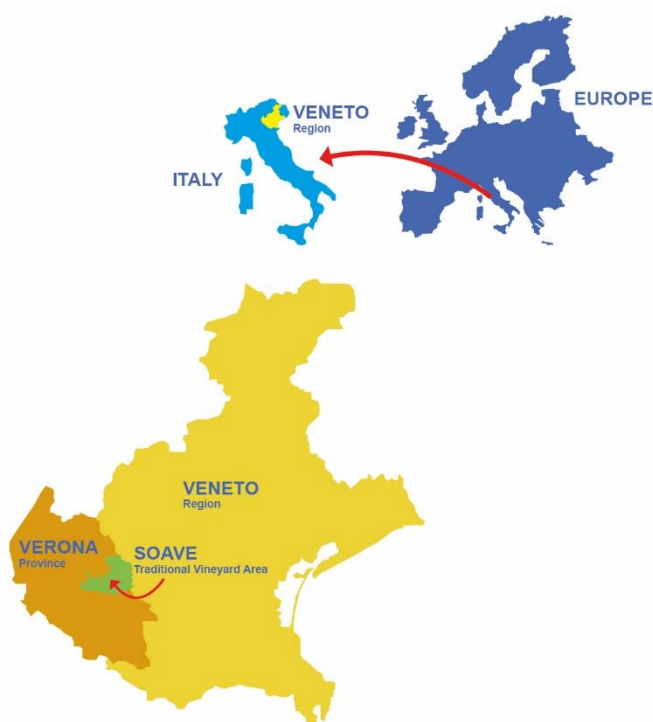 EUROPE
VENETO
Region
ITALY
VENETO
Region
VERONA
Province
SOAVE
Traditional Vineyard Area